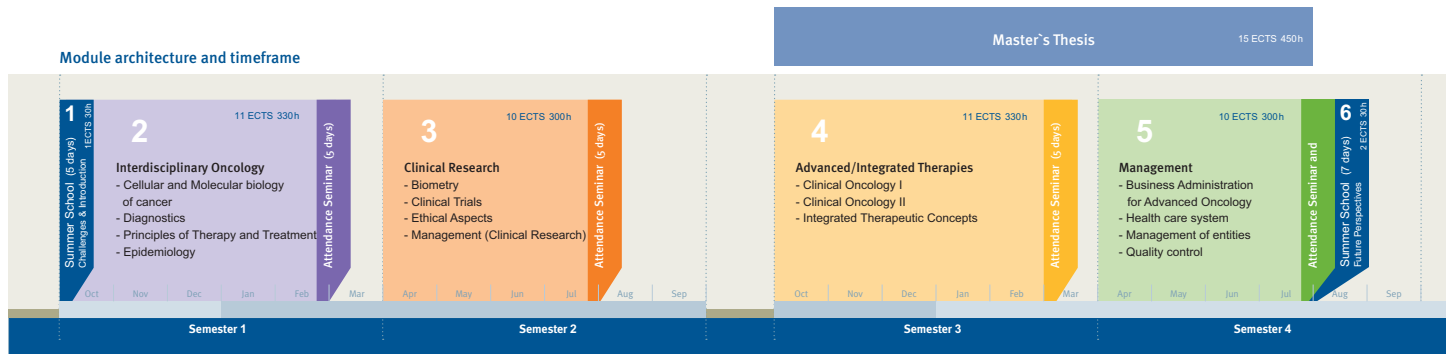 Master`s Thesis
15 ECTS 450h
Module architecture and timeframe
1
1ECTS 30h
Summer School (5 days)
Challenges & Introduction
2
11 ECTS 330h
Interdisciplinary Oncology
- Cellular and Molecular biology
of cancer
- Diagnostics
- Principles of Therapy and Treatment
- Epidemiology
Attendance Seminar (5 days)
3
10 ECTS 300h
Clinical Research
- Biometry
- Clinical Trials
- Ethical Aspects
- Management (Clinical Research)
Attendance Seminar (5 days)
4
11 ECTS 330h
Advanced/Integrated Therapies
- Clinical Oncology I
- Clinical Oncology II
- Integrated Therapeutic Concepts
Attendance Seminar (5 days)
5
10 ECTS 300h
Management
- Business Administration
for Advanced Oncology
- Health care system
- Management of entities
- Quality control
Attendance Seminar and
6
2 ECTS 30h
Summer School (7 days)
Future Perspectives
Oct Nov Dec Jan Feb Mar Apr May Jun Jul Aug Sep Oct Nov Dec Jan Feb Mar Apr May Jun Jul Aug Sep
Semester 1 Semester 2 Semester 3 Semester 4